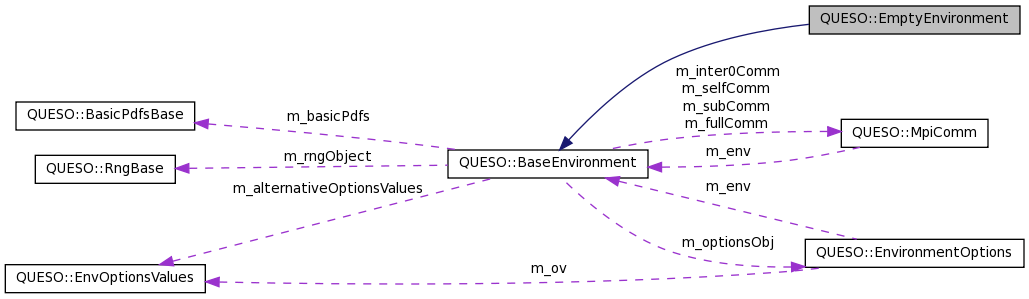 QUESO::EmptyEnvironment
m_inter0Comm
m_selfComm
m_subComm
m_fullComm
QUESO::BasicPdfsBase
m_basicPdfs
QUESO::MpiComm
m_rngObject
m_env
QUESO::RngBase
QUESO::BaseEnvironment
m_alternativeOptionsValues
m_env
m_optionsObj
QUESO::EnvironmentOptions
QUESO::EnvOptionsValues
m_ov